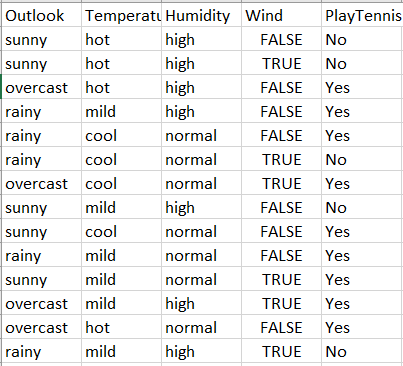 Outlook Temperatu Humidity Wind PlayTennis
sunny hot high FALSE No
sunny hot high TRUE No
overcast hot high FALSE Yes
rainy mild high FALSE Yes
rainy cool normal FALSE Yes
rainy cool normal TRUE No
overcast cool normal TRUE Yes
sunny mild high FALSE No
sunny cool normal FALSE Yes
rainy mild normal FALSE Yes
sunny mild normal TRUE Yes
overcast mild high TRUE Yes
overcast hot normal FALSE Yes
rainy mild high TRUE No